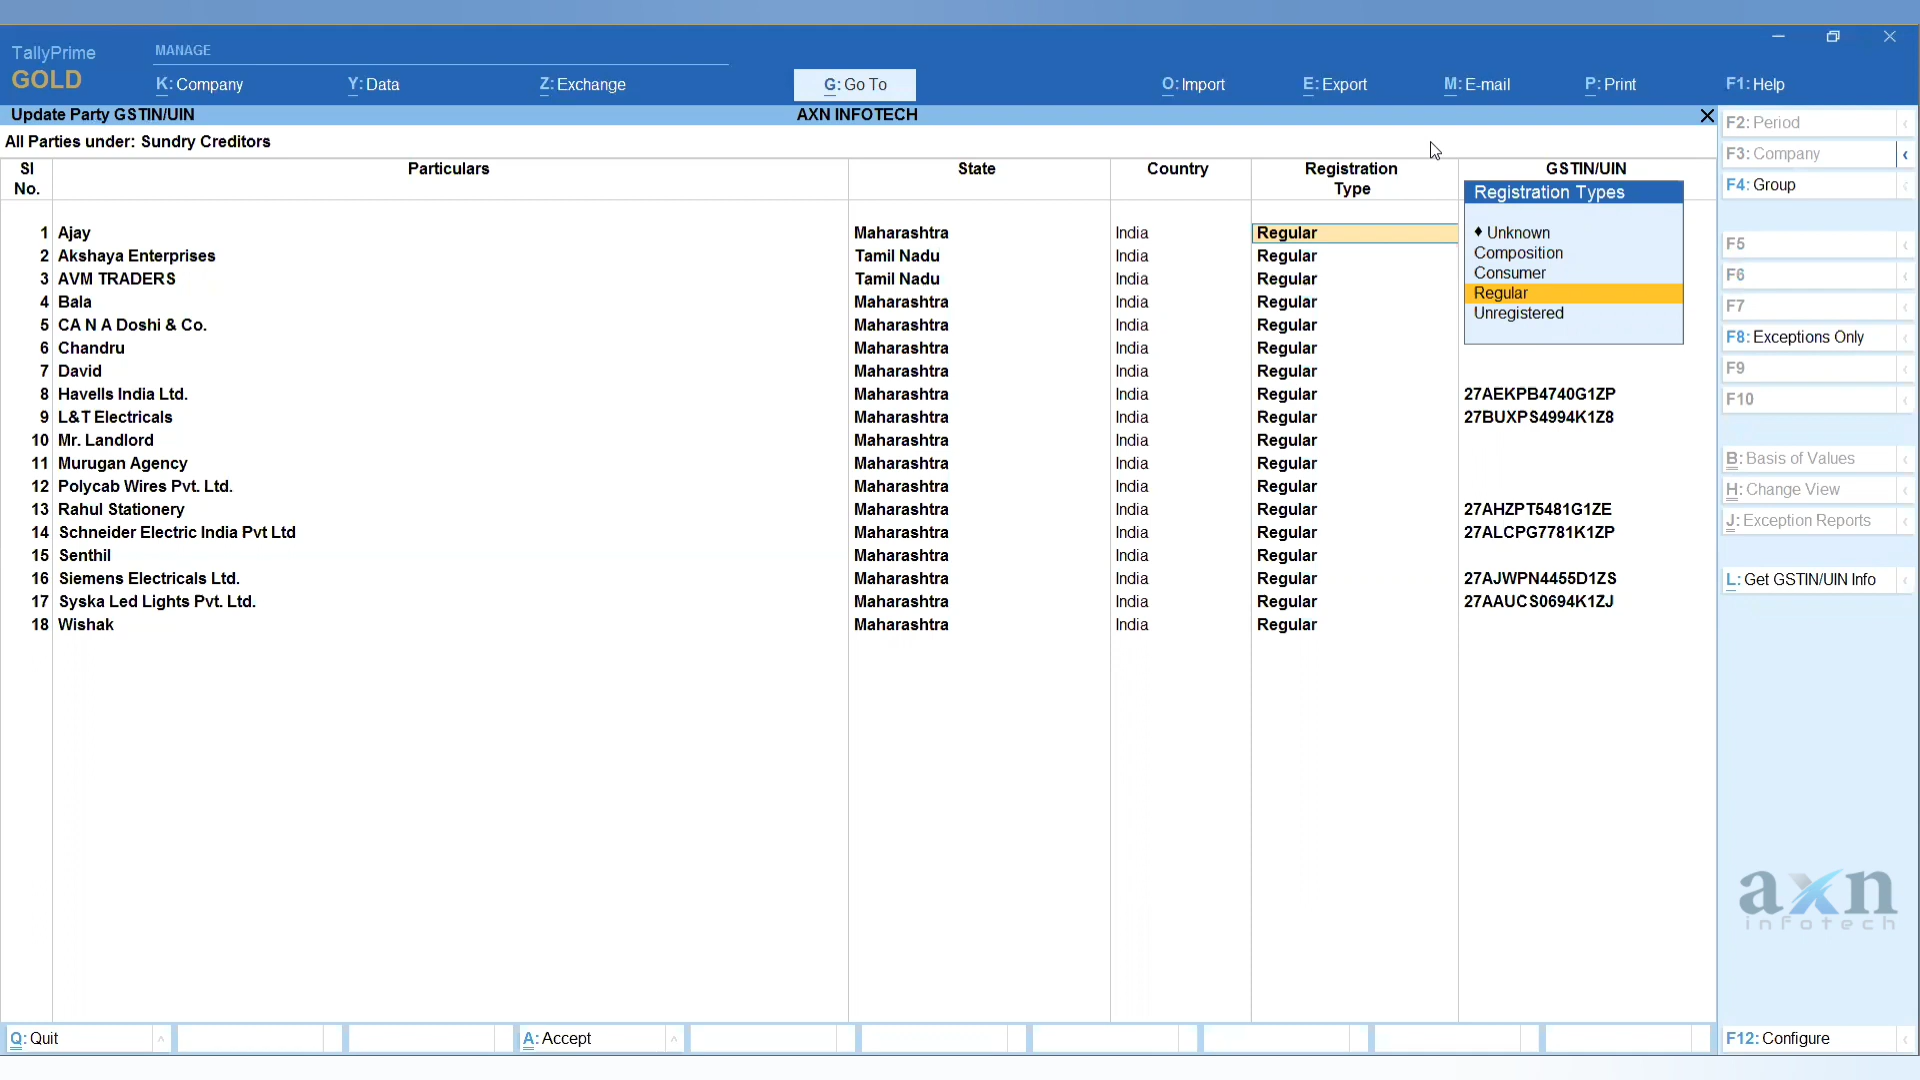 TallyPrime
GOLD
MANAGE
K: Company Y: Data Z: Exchange G: Go To O: Import E: Export M: E-mail P: Print F1: Help
Update Party GSTIN/UIN AXN INFOTECH
All Parties under: Sundry Creditors
Sl No. Particulars State Country Registration Type GSTIN/UIN
1 Ajay Maharashtra India Regular
2 Akshaya Enterprises Tamil Nadu India Regular
3 AVM TRADERS Tamil Nadu India Regular
4 Bala Maharashtra India Regular
5 CA N A Doshi & Co. Maharashtra India Regular
6 Chandru Maharashtra India Regular
7 David Maharashtra India Regular
8 Havells India Ltd. Maharashtra India Regular 27AEKPB4740G1ZP
9 L&T Electricals Maharashtra India Regular 27BUXPS4994K1Z8
10 Mr. Landlord Maharashtra India Regular
11 Murugan Agency Maharashtra India Regular
12 Polycab Wires Pvt. Ltd. Maharashtra India Regular
13 Rahul Stationery Maharashtra India Regular 27AHZPT5481G1ZE
14 Schneider Electric India Pvt Ltd Maharashtra India Regular 27ALCPG7781K1ZP
15 Senthil Maharashtra India Regular
16 Siemens Electricals Ltd. Maharashtra India Regular 27AJWPN4455D1ZS
17 Syska Led Lights Pvt. Ltd. Maharashtra India Regular 27AAUCS0694K1ZJ
18 Wishak Maharashtra India Regular
Registration Types
♦ Unknown
Composition
Consumer
Regular
Unregistered
F2: Period
F3: Company
F4: Group
F5
F6
F7
F8: Exceptions Only
F9
F10
B: Basis of Values
H: Change View
J: Exception Reports
L: Get GSTIN/UIN Info
axn
infotech
Q: Quit A: Accept F12: Configure